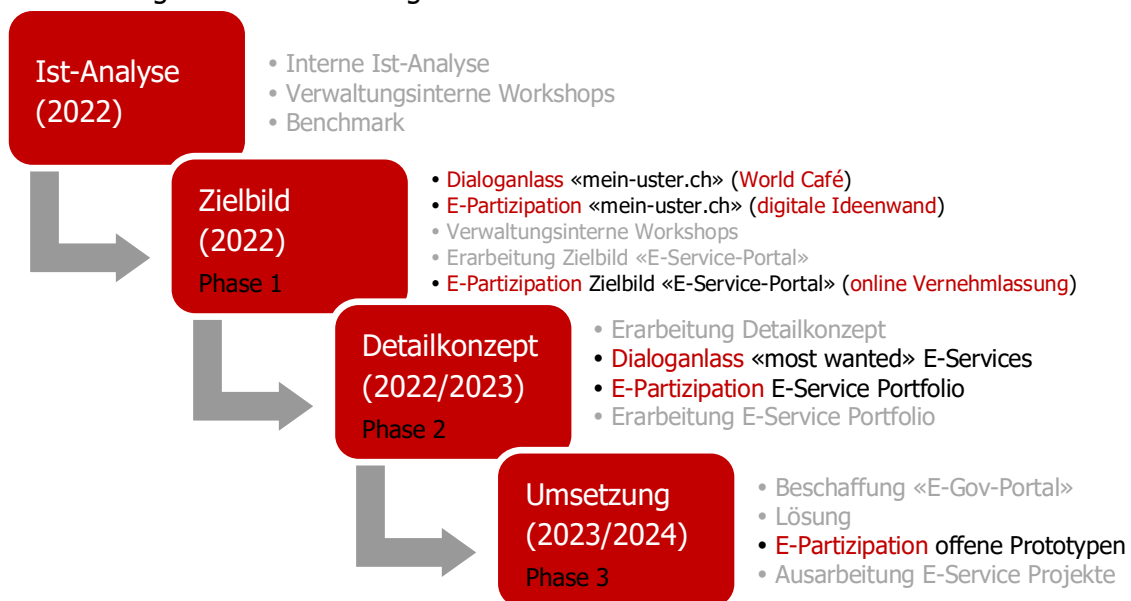 Ist-Analyse
(2022)
• Interne Ist-Analyse
• Verwaltungsinterne Workshops
• Benchmark
Zielbild
(2022)
Phase 1
• Dialoganlass «mein-uster.ch» (World Café)
• E-Partizipation «mein-uster.ch» (digitale Ideenwand)
• Verwaltungsinterne Workshops
• Erarbeitung Zielbild «E-Service-Portal»
• E-Partizipation Zielbild «E-Service-Portal» (online Vernehmlassung)
Detailkonzept
(2022/2023)
Phase 2
• Erarbeitung Detailkonzept
• Dialoganlass «most wanted» E-Services
• E-Partizipation E-Service Portfolio
• Erarbeitung E-Service Portfolio
Umsetzung
(2023/2024)
Phase 3
• Beschaffung «E-Gov-Portal»
• Lösung
• E-Partizipation offene Prototypen
• Ausarbeitung E-Service Projekte